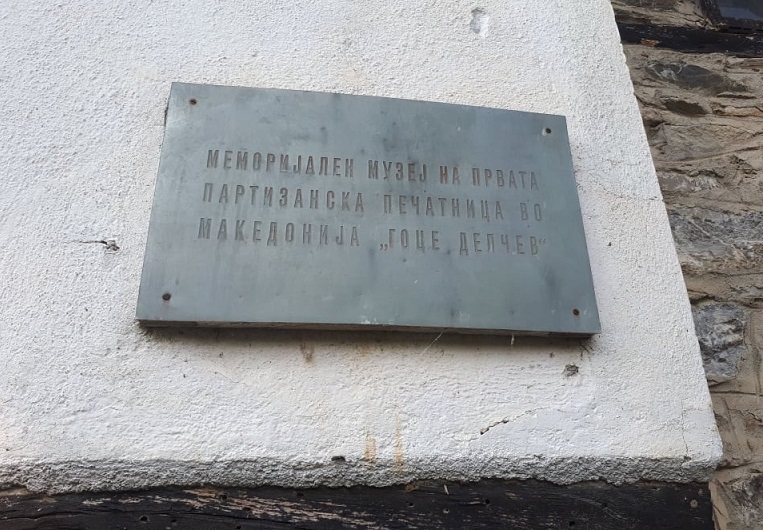 МЕМОРИЈАЛЕН МУЗЕЈ НА ПРВАТА
ПАРТИЗАНСКА ПЕЧАТНИЦА ВО
МАКЕДОНИЈА „ГОЦЕ ДЕЛЧЕВ“